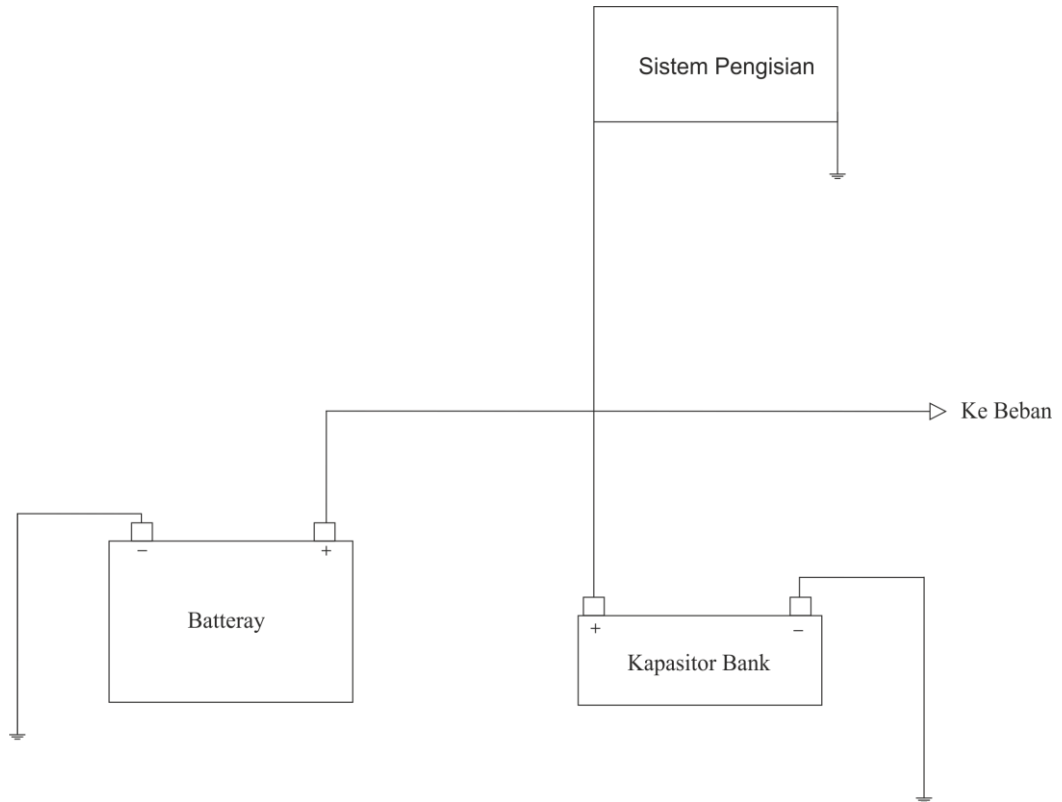 Sistem Pengisian
Ke Beban
− +
Batteray
+ −
Kapasitor Bank